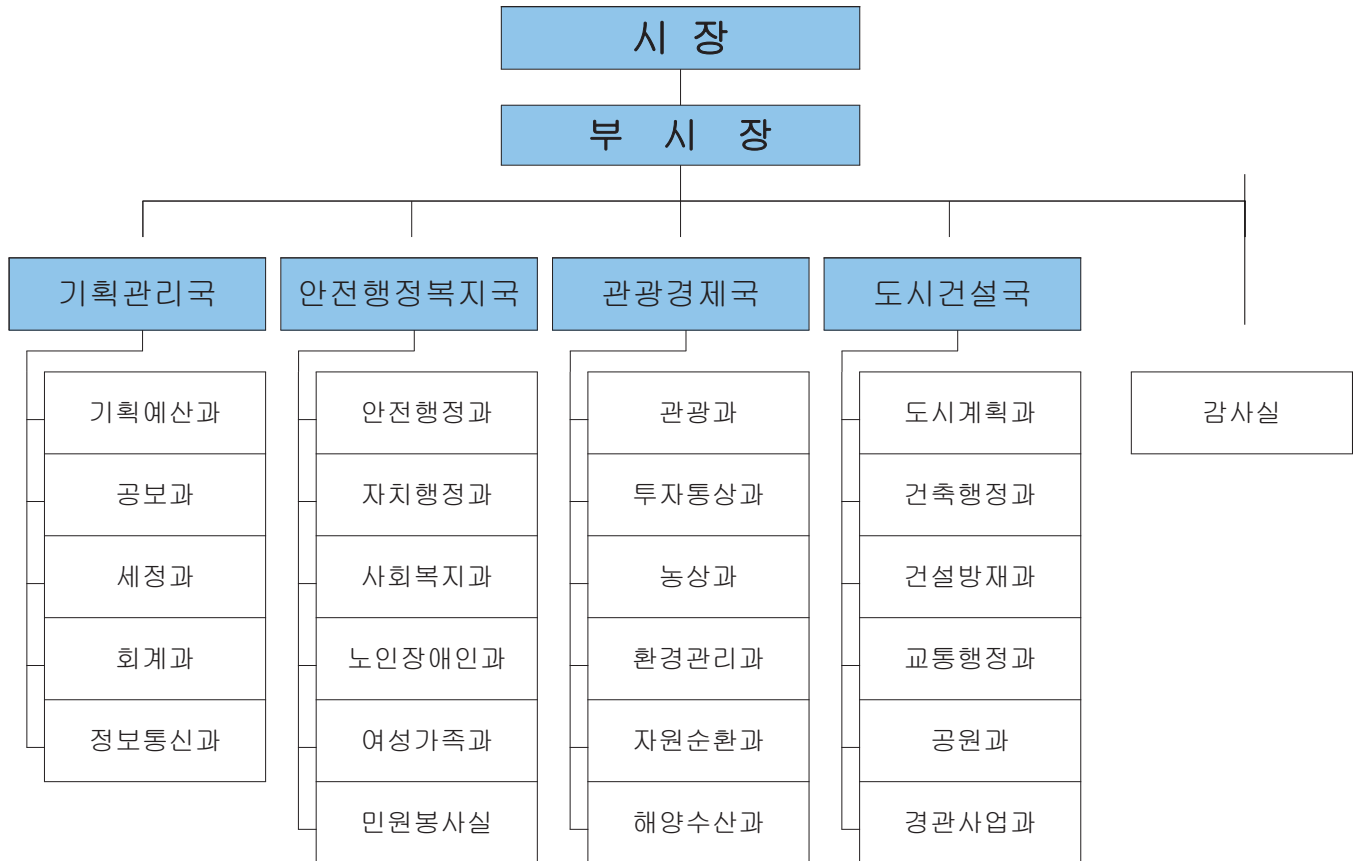 시 장
부 시 장
기획관리국
안전행정복지국
관광경제국
도시건설국
기획예산과
안전행정과
관광과
도시계획과
감사실
공보과
자치행정과
투자통상과
건축행정과
세정과
사회복지과
농상과
건설방재과
회계과
노인장애인과
환경관리과
교통행정과
정보통신과
여성가족과
자원순환과
공원과
민원봉사실
해양수산과
경관사업과